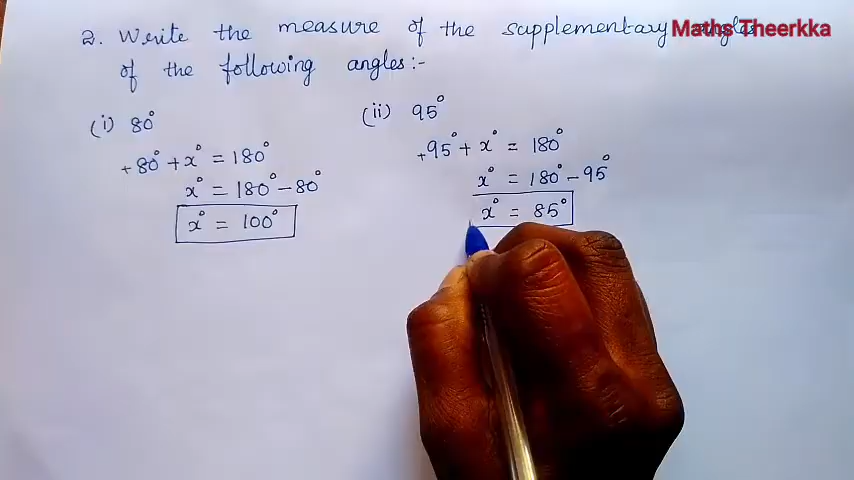 2. Write the measure of the supplementary angles
Maths Theerkka
of the following angles:-
(i) 80°
+80° + x° = 180°
x° = 180° - 80°
x° = 100°
(ii) 95°
+95° + x° = 180°
x° = 180° - 95°
x° = 85°